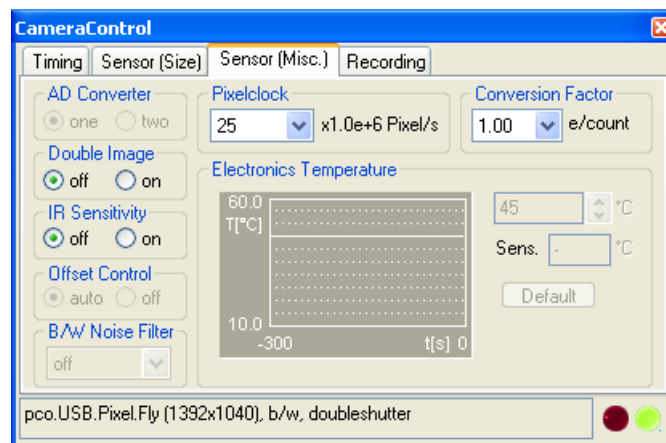 CameraControl
Timing Sensor (Size) Sensor (Misc.) Recording
AD Converter
one two
Pixelclock
25 x1.0e+6 Pixel/s
Conversion Factor
1.00 e/count
Double Image
off on
IR Sensitivity
off on
Offset Control
auto off
B/W Noise Filter
off
Electronics Temperature
60.0
T[°C]
10.0
-300 t[s] 0
45 °C
Sens. - °C
Default
pco.USB.Pixel.Fly (1392x1040), b/w, doubleshutter